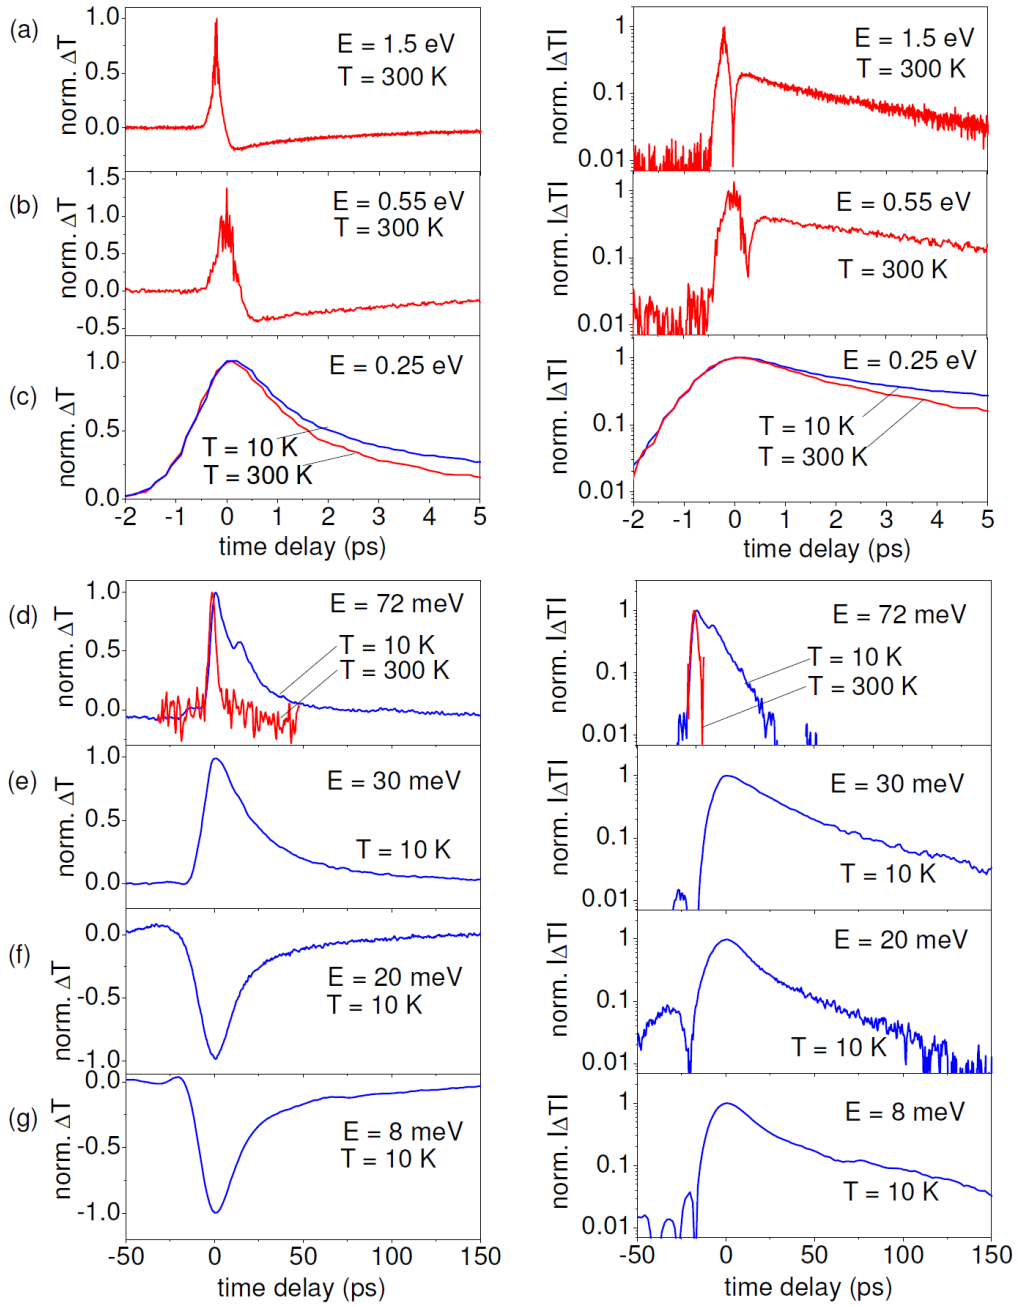 (a)
norm. ΔT
1.0
0.5
0.0
E = 1.5 eV
T = 300 K
norm. |ΔT|
1
0.1
0.01
E = 1.5 eV
T = 300 K
(b)
norm. ΔT
1.5
1.0
0.5
0.0
-0.5
E = 0.55 eV
T = 300 K
norm. |ΔT|
1
0.1
0.01
E = 0.55 eV
T = 300 K
(c)
norm. ΔT
1.0
0.5
0.0
E = 0.25 eV
T = 10 K
T = 300 K
-2 -1 0 1 2 3 4 5
time delay (ps)
norm. |ΔT|
1
0.1
0.01
E = 0.25 eV
T = 10 K
T = 300 K
-2 -1 0 1 2 3 4 5
time delay (ps)
(d)
norm. ΔT
1.0
0.5
0.0
E = 72 meV
T = 10 K
T = 300 K
norm. |ΔT|
1
0.1
0.01
E = 72 meV
T = 10 K
T = 300 K
(e)
norm. ΔT
1.0
0.5
0.0
E = 30 meV
T = 10 K
norm. |ΔT|
1
0.1
0.01
E = 30 meV
T = 10 K
(f)
norm. ΔT
0.0
-0.5
-1.0
E = 20 meV
T = 10 K
norm. |ΔT|
1
0.1
0.01
E = 20 meV
T = 10 K
(g)
norm. ΔT
0.0
-0.5
-1.0
E = 8 meV
T = 10 K
-50 0 50 100 150
time delay (ps)
norm. |ΔT|
1
0.1
0.01
E = 8 meV
T = 10 K
-50 0 50 100 150
time delay (ps)